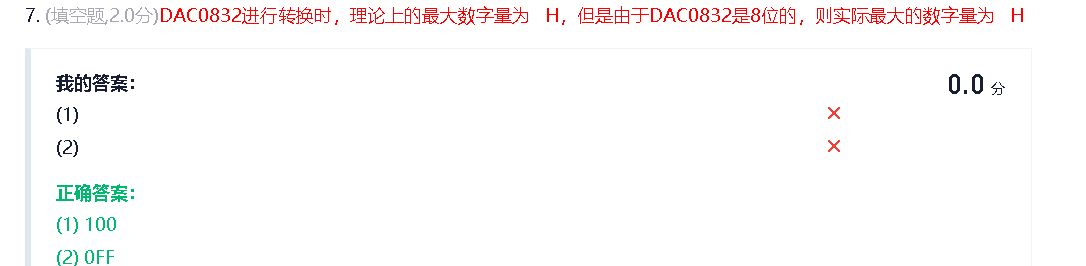 7. (填空题,2.0分)DAC0832进行转换时，理论上的最大数字量为 H，但是由于DAC0832是8位的，则实际最大的数字量为 H
我的答案：
0.0 分
(1) ×
(2) ×
正确答案：
(1) 100
(2) 0FF